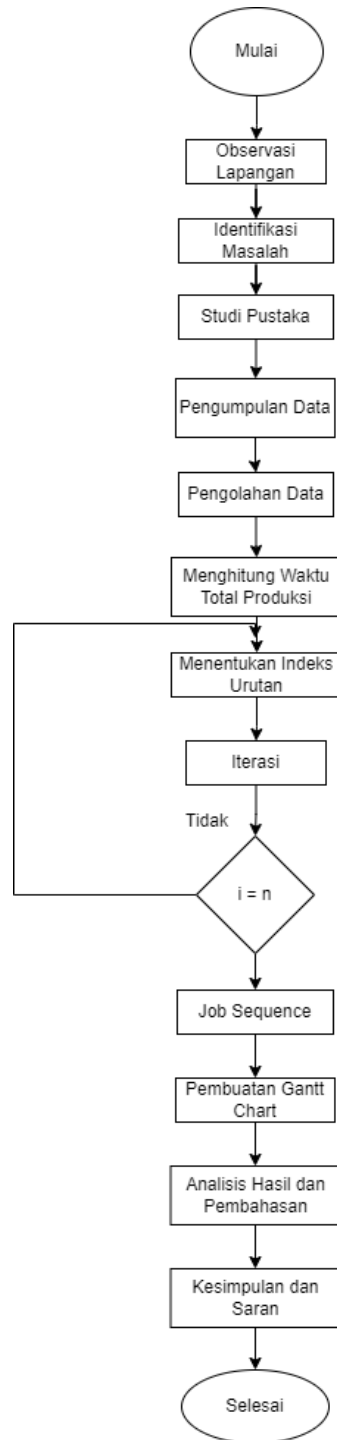 Mulai
Observasi
Lapangan
Identifikasi
Masalah
Studi Pustaka
Pengumpulan Data
Pengolahan Data
Menghitung Waktu
Total Produksi
Menentukan Indeks
Urutan
Iterasi
Tidak
i = n
Job Sequence
Pembuatan Gantt
Chart
Analisis Hasil dan
Pembahasan
Kesimpulan dan
Saran
Selesai